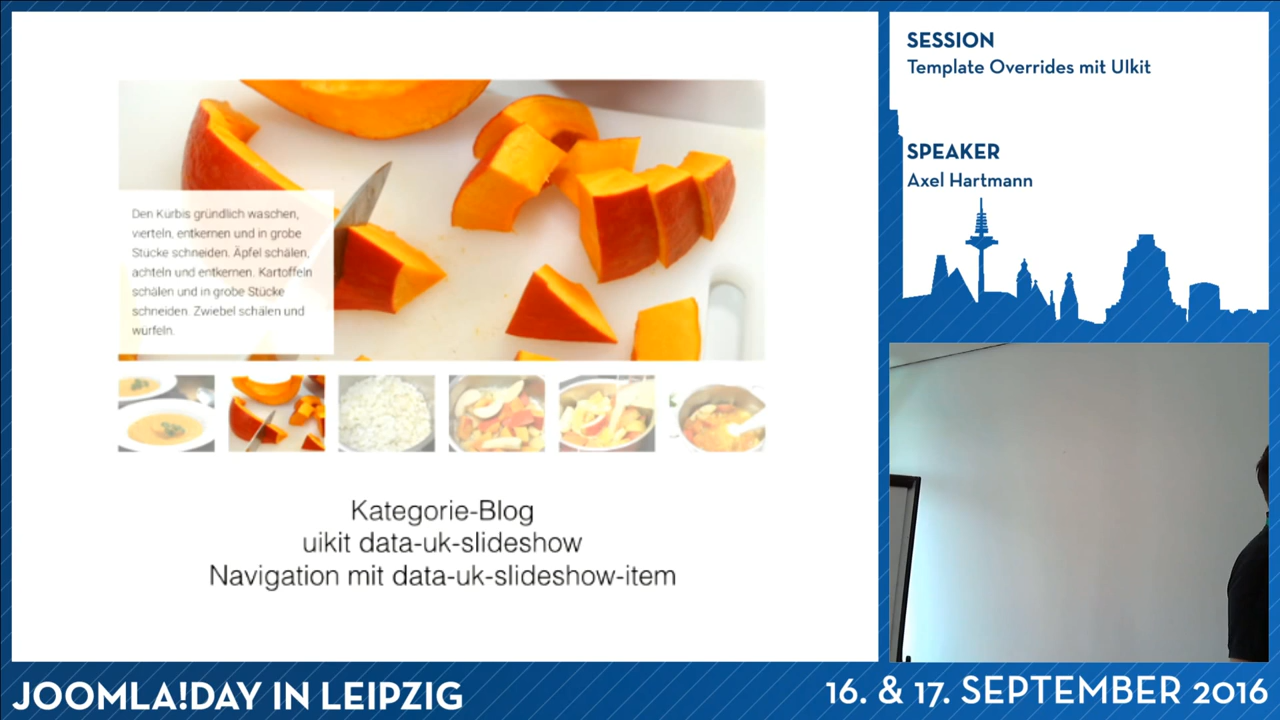 Den Kürbis gründlich waschen,
vierteln, entkernen und in grobe
Stücke schneiden. Äpfel schälen,
achteln und entkernen. Kartoffeln
schälen und in grobe Stücke
schneiden. Zwiebel schälen und
würfeln.
Kategorie-Blog
uikit data-uk-slideshow
Navigation mit data-uk-slideshow-item
SESSION
Template Overrides mit UIkit
SPEAKER
Axel Hartmann
JOOMLA!DAY IN LEIPZIG
16. & 17. SEPTEMBER 2016